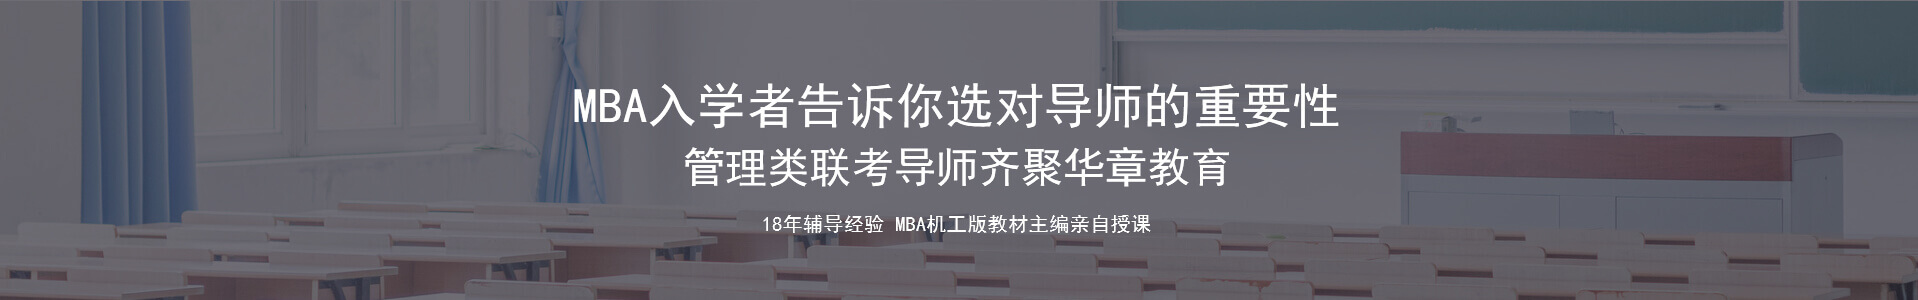 MBA入学者告诉你选对导师的重要性
管理类联考导师齐聚华章教育
18年辅导经验 MBA机工版教材主编亲自授课